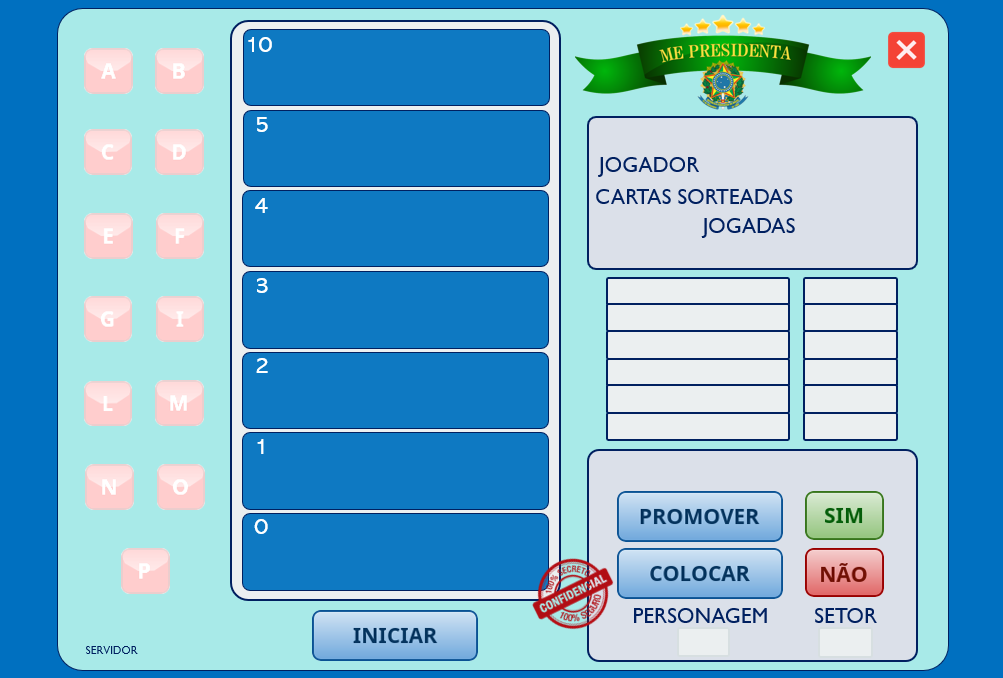 A B
C D
E F
G I
L M
N O
P
SERVIDOR
10
5
4
3
2
1
0
INICIAR
ME PRESIDENTA
JOGADOR
CARTAS SORTEADAS
JOGADAS
PROMOVER SIM
COLOCAR NÃO
PERSONAGEM SETOR
100% SECRETO
CONFIDENCIAL
100% SEGURO